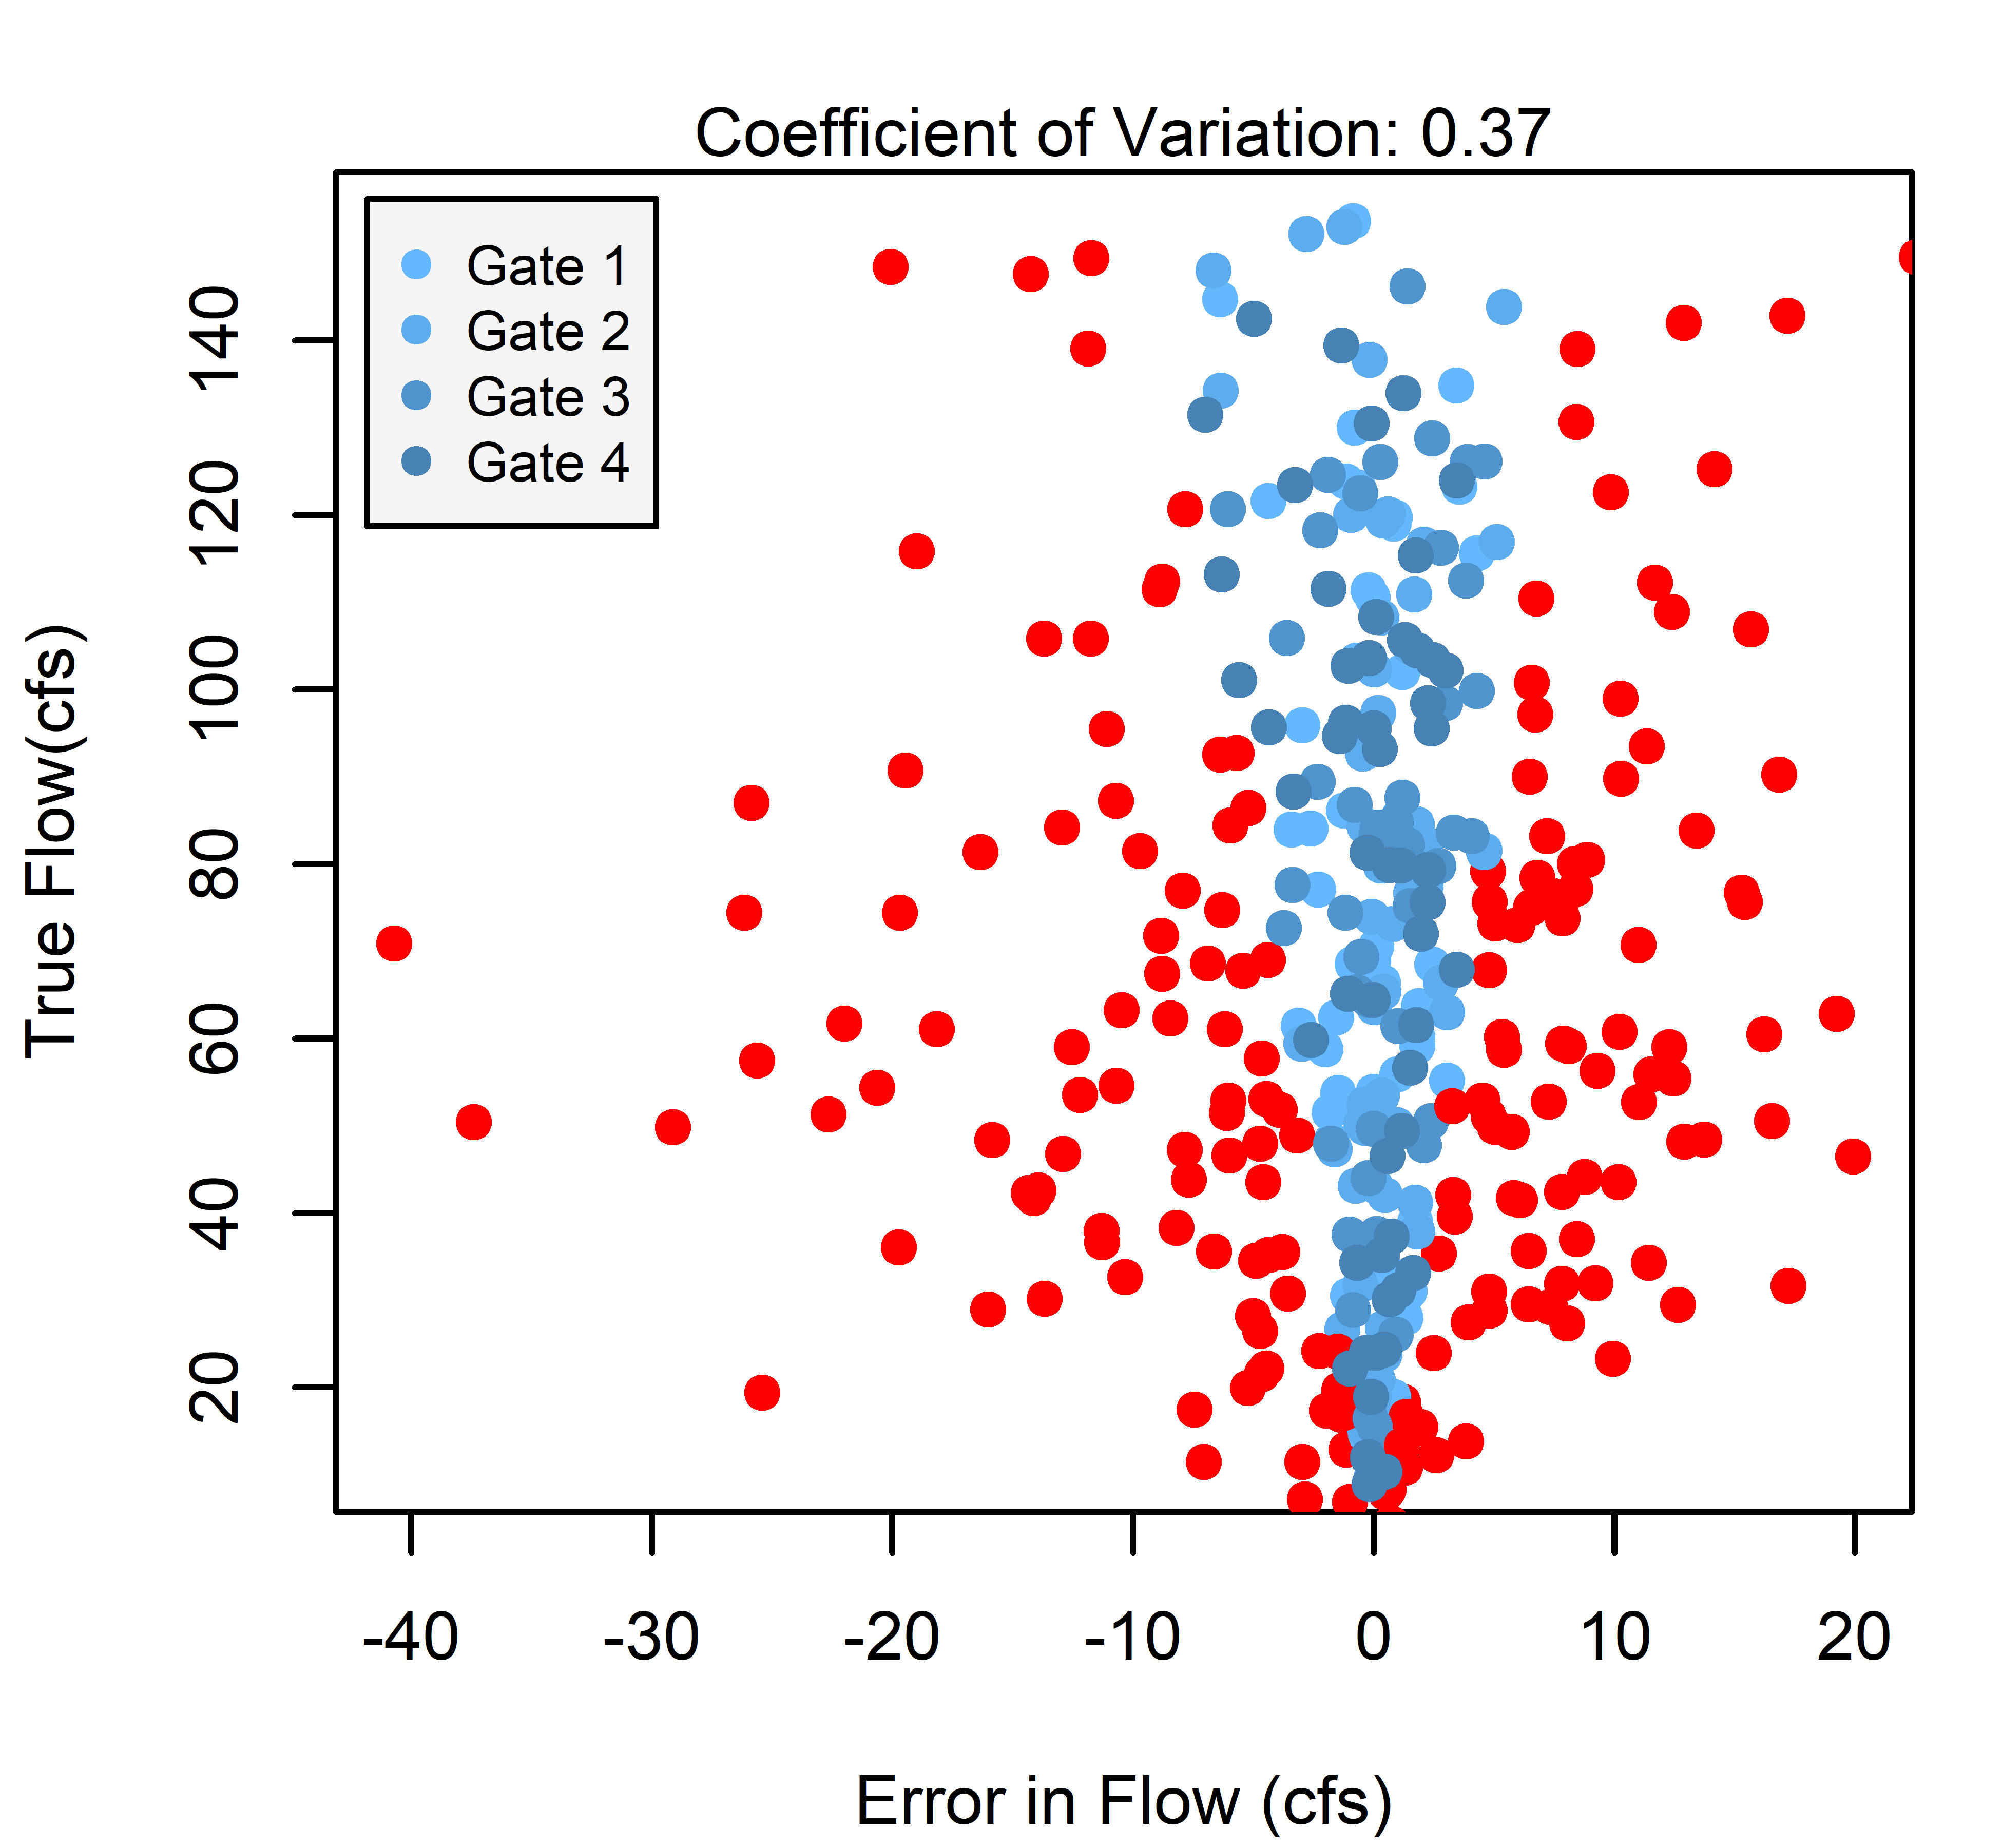 Coefficient of Variation: 0.37
Gate 1
Gate 2
Gate 3
Gate 4
True Flow(cfs)
140
120
100
80
60
40
20
-40 -30 -20 -10 0 10 20
Error in Flow (cfs)